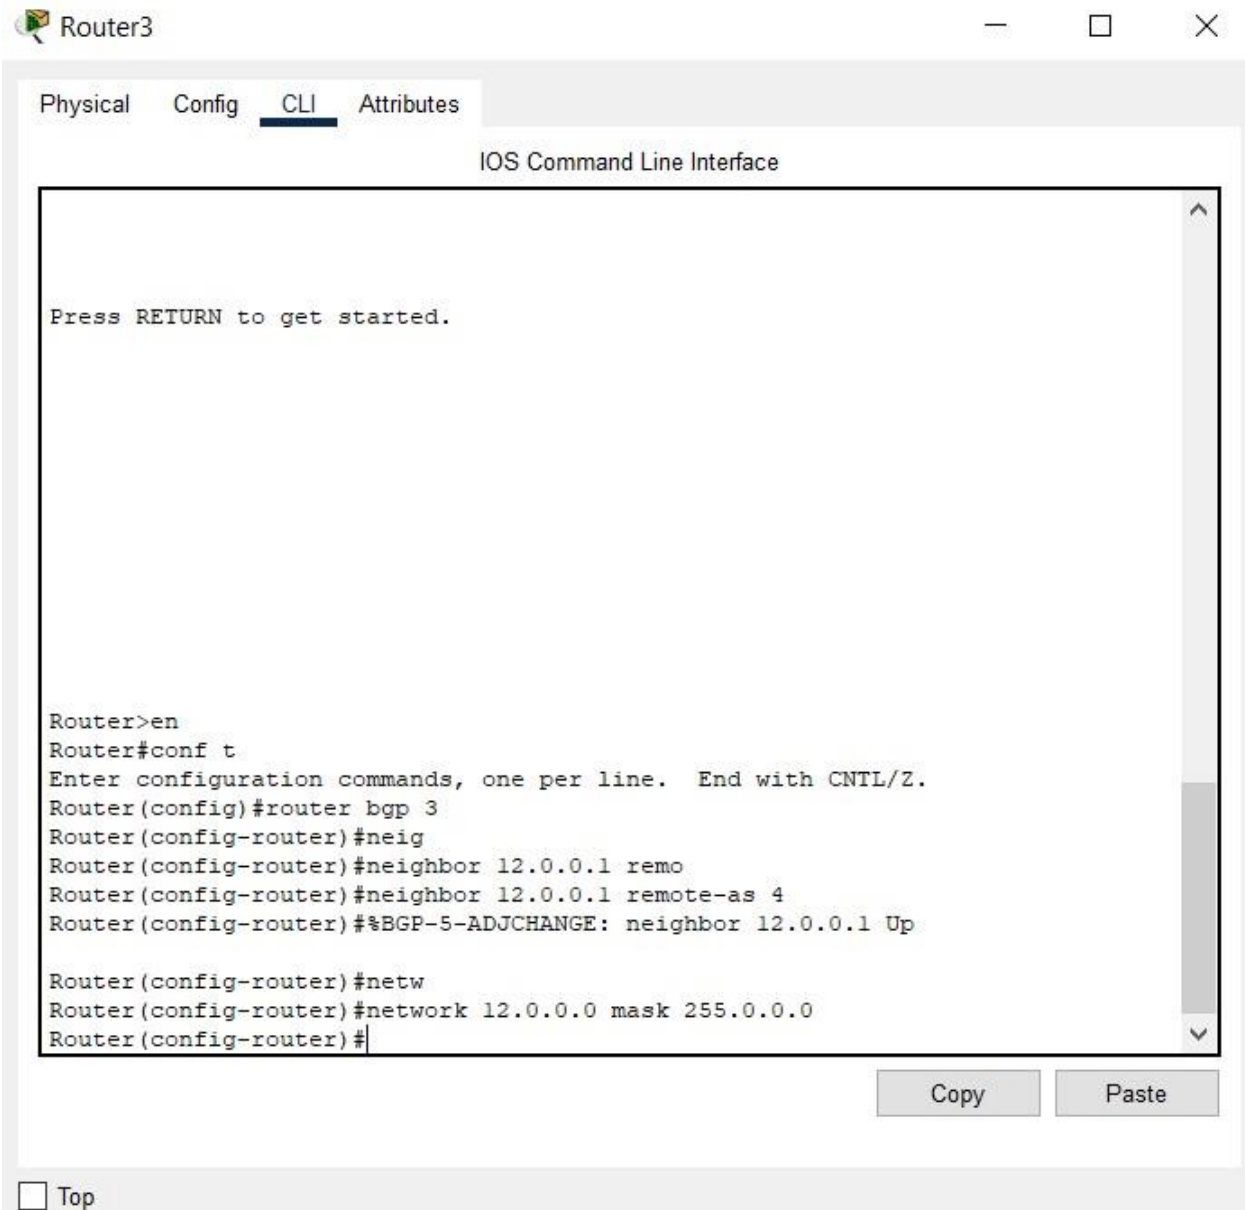 Router3
Physical Config CLI Attributes
IOS Command Line Interface
Press RETURN to get started.
Router>en
Router#conf t
Enter configuration commands, one per line.  End with CNTL/Z.
Router(config)#router bgp 3
Router(config-router)#neig
Router(config-router)#neighbor 12.0.0.1 remo
Router(config-router)#neighbor 12.0.0.1 remote-as 4
Router(config-router)#%BGP-5-ADJCHANGE: neighbor 12.0.0.1 Up
Router(config-router)#netw
Router(config-router)#network 12.0.0.0 mask 255.0.0.0
Router(config-router)#
Copy Paste
Top